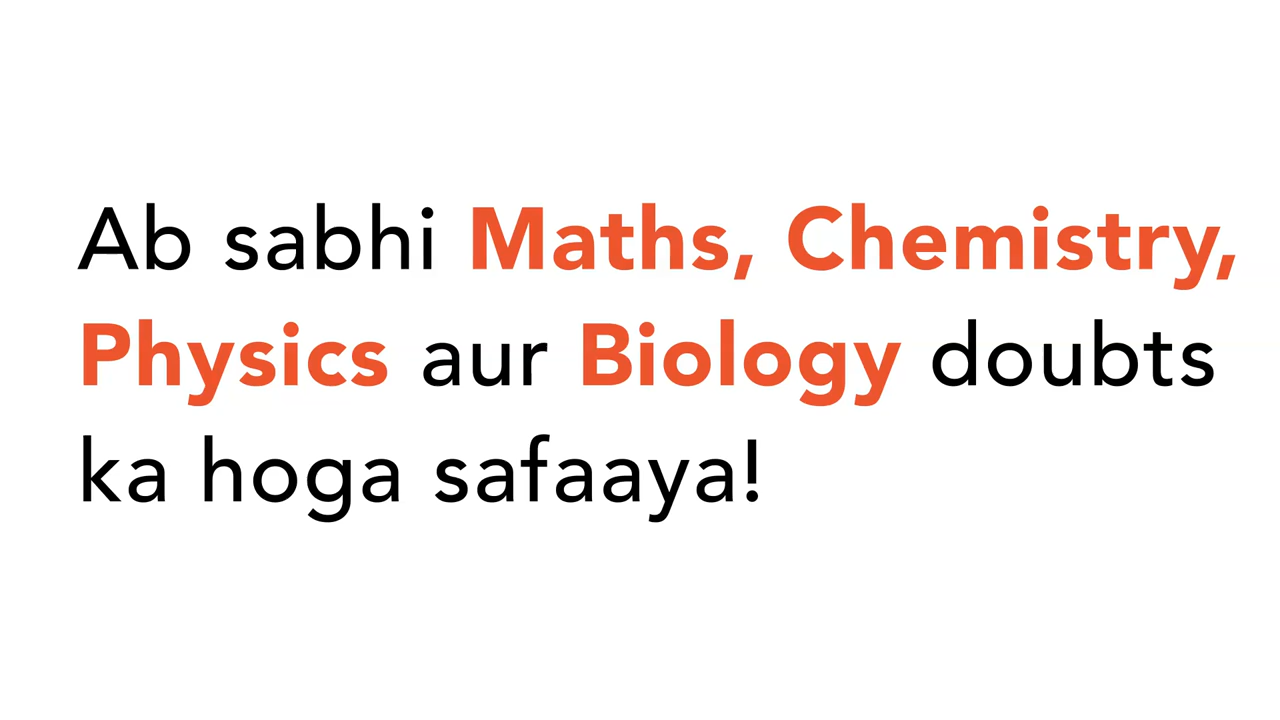 Ab sabhi Maths, Chemistry,
Physics aur Biology doubts
ka hoga safaaya!